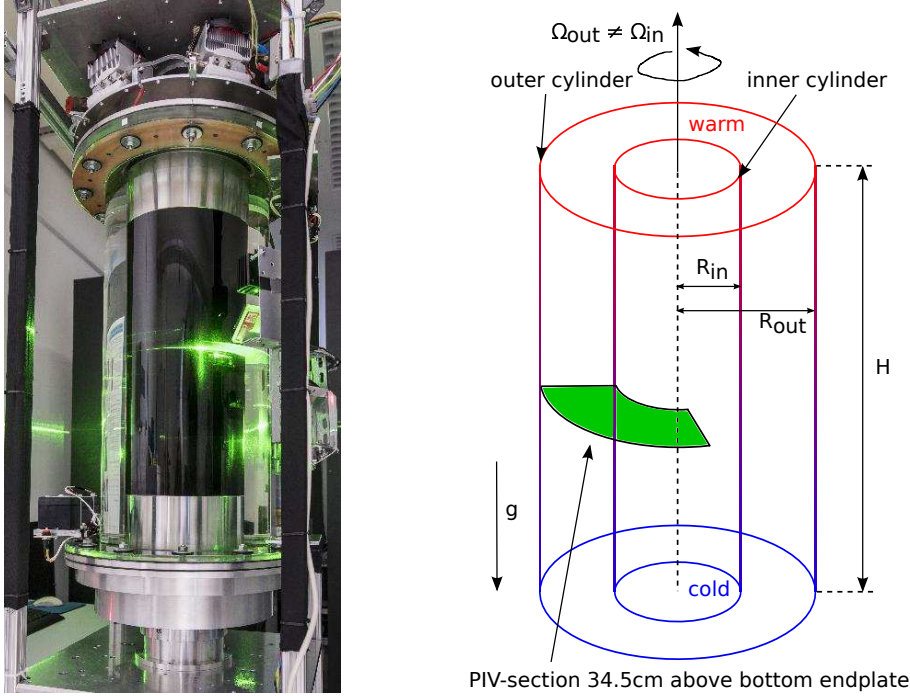 Ωout ≠ Ωin
outer cylinder
inner cylinder
warm
Rin
Rout
H
g
cold
PIV-section 34.5cm above bottom endplate